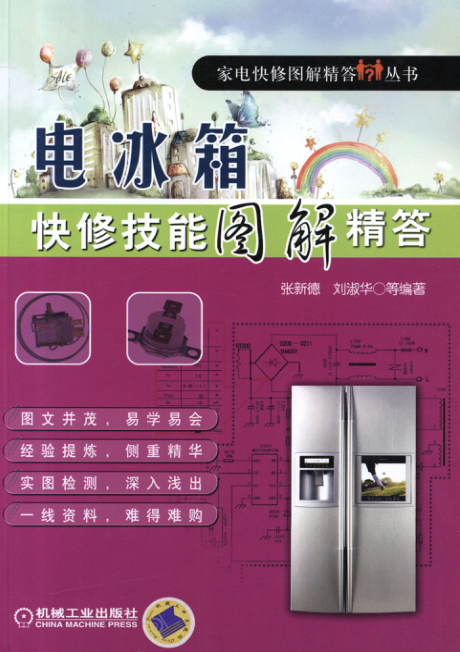 家电快修图解精答丛书
电冰箱
快修技能图解精答
张新德 刘淑华◎等编著
图文并茂，易学易会
经验提炼，侧重精华
实图检测，深入浅出
一线资料，难得难购
机械工业出版社
CHINA MACHINE PRESS